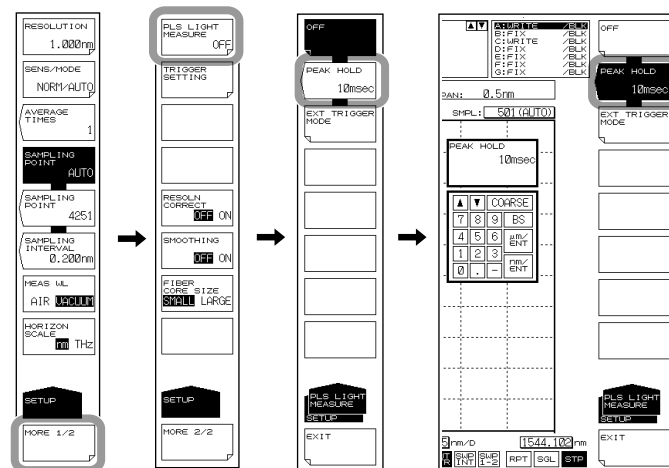 RESOLUTION
1.000nm
SENS/MODE
NORM/AUTO
AVERAGE
TIMES
1
SAMPLING
POINT
AUTO
SAMPLING
POINT
4251
SAMPLING
INTERVAL
0.200nm
MEAS WL
AIR VACUUM
HORIZON
SCALE
nm THz
SETUP
MORE 1/2
PLS LIGHT
MEASURE
OFF
TRIGGER
SETTING
RESOLN
CORRECT
OFF ON
SMOOTHING
OFF ON
FIBER
CORE SIZE
SMALL LARGE
SETUP
MORE 2/2
OFF
PEAK HOLD
10msec
EXT TRIGGER
MODE
PLS LIGHT
MEASURE
SETUP
EXIT
▲ ▼
A:WRITE /BLK
B:FIX /BLK
C:WRITE /BLK
D:FIX /BLK
E:FIX /BLK
F:FIX /BLK
G:FIX /BLK
PAN: 0.5nm
SMPL: 501(AUTO)
PEAK HOLD
10msec
▲ ▼ COARSE
7 8 9 BS
4 5 6 μm/ENT
1 2 3
0 . - nm/ENT
5 nm/D 1544.102 nm
SWP INT SWP 1-2 RPT SGL STP
OFF
PEAK HOLD
10msec
EXT TRIGGER
MODE
PLS LIGHT
MEASURE
SETUP
EXIT